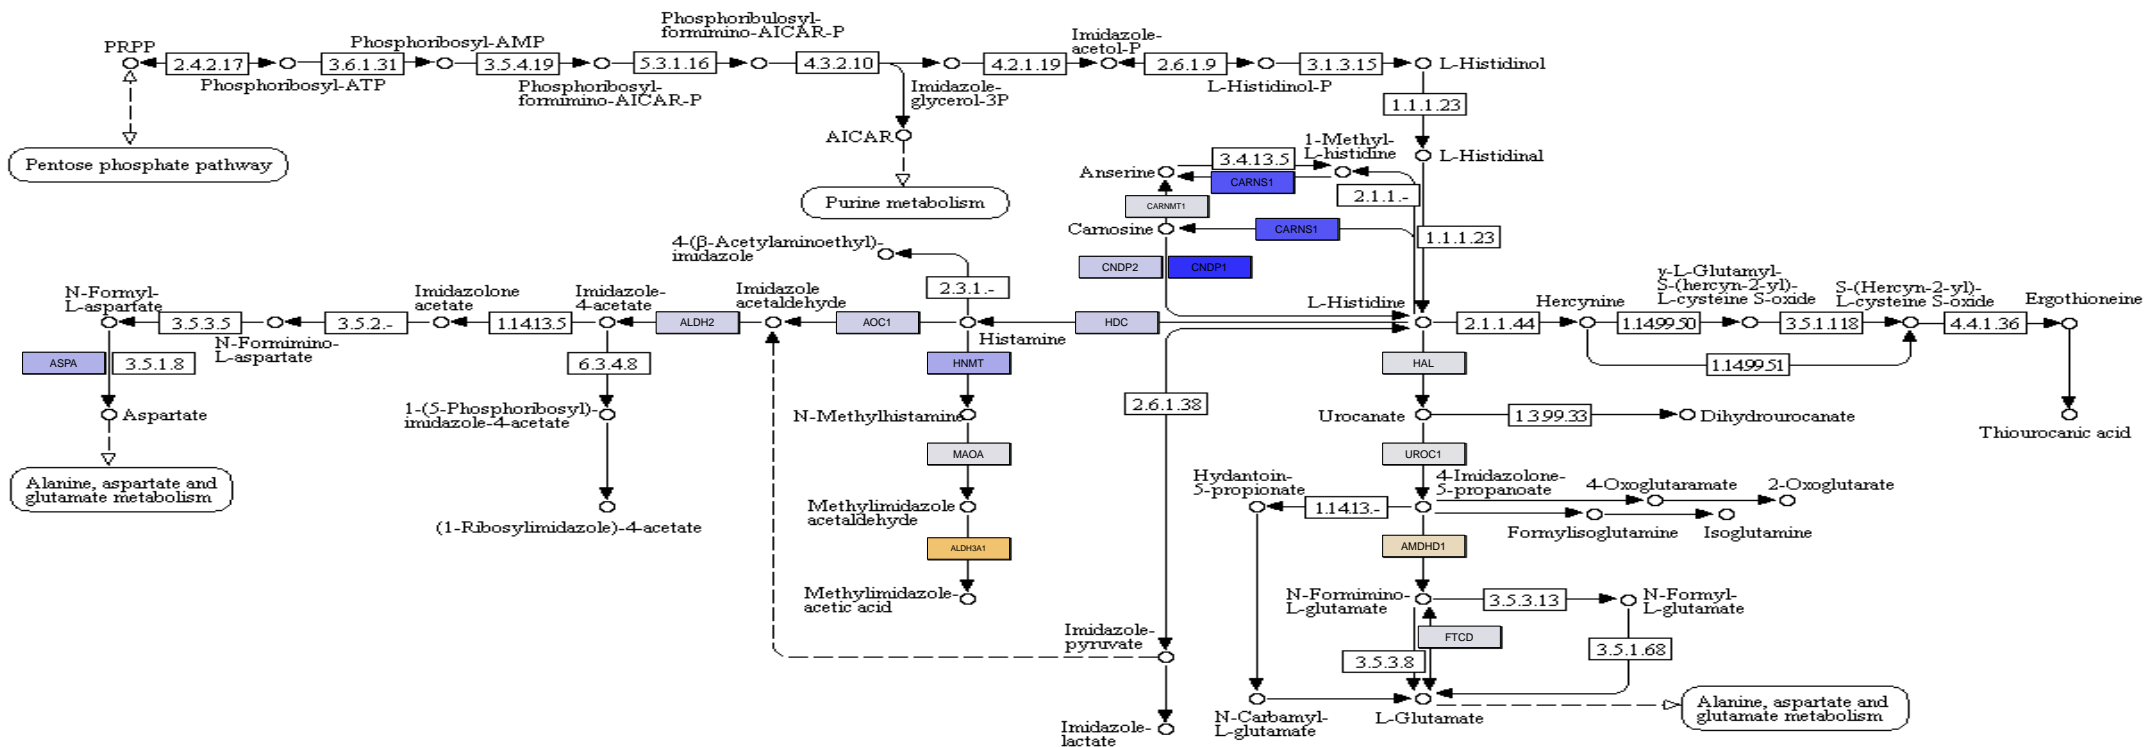 Phosphoribulosyl-
formimino-AICAR-P
PRPP
Phosphoribosyl-AMP
Imidazole-
acetol-P
2.4.2.17
3.6.1.31
3.5.4.19
5.3.1.16
4.3.2.10
4.2.1.19
2.6.1.9
3.1.3.15
L-Histidinol
Phosphoribosyl-ATP
Phosphoribosyl-
formimino-AICAR-P
Imidazole-
glycerol-3P
L-Histidinol-P
1.1.1.23
AICAR
1-Methyl-
L-histidine
L-Histidinal
Pentose phosphate pathway
3.4.13.5
Anserine
CARNS1
2.1.1.-
Purine metabolism
CARNMT1
Carnosine
CARNS1
1.1.1.23
4-(β-Acetylaminoethyl)-
imidazole
CNDP2
CNDP1
γ-L-Glutamyl-
S-(hercyn-2-yl)-
L-cysteine S-oxide
S-(Hercyn-2-yl)-
L-cysteine S-oxide
Ergothioneine
N-Formyl-
L-aspartate
Imidazolone
acetate
Imidazole-
4-acetate
Imidazole
acetaldehyde
2.3.1.-
L-Histidine
Hercynine
3.5.3.5
3.5.2.-
1.14.13.5
ALDH2
AOC1
HDC
2.1.1.44
1.14.99.50
3.5.1.118
4.4.1.36
N-Formimino-
L-aspartate
Histamine
ASPA
3.5.1.8
6.3.4.8
HNMT
HAL
1.14.99.51
2.6.1.38
Aspartate
1-(5-Phosphoribosyl)-
imidazole-4-acetate
N-Methylhistamine
Urocanate
1.3.99.33
Dihydrourocanate
Thiourocanic acid
MAOA
UROC1
Alanine, aspartate and
glutamate metabolism
Hydantoin-
5-propionate
4-Imidazolone-
5-propanoate
4-Oxoglutaramate
2-Oxoglutarate
(1-Ribosylimidazole)-4-acetate
Methylimidazole
acetaldehyde
1.14.13.-
Formylisoglutamine
Isoglutamine
ALDH3A1
AMDHD1
Methylimidazole-
acetic acid
N-Formimino-
L-glutamate
3.5.3.13
N-Formyl-
L-glutamate
Imidazole-
pyruvate
FTCD
3.5.3.8
3.5.1.68
N-Carbamyl-
L-glutamate
L-Glutamate
Alanine, aspartate and
glutamate metabolism
Imidazole-
lactate